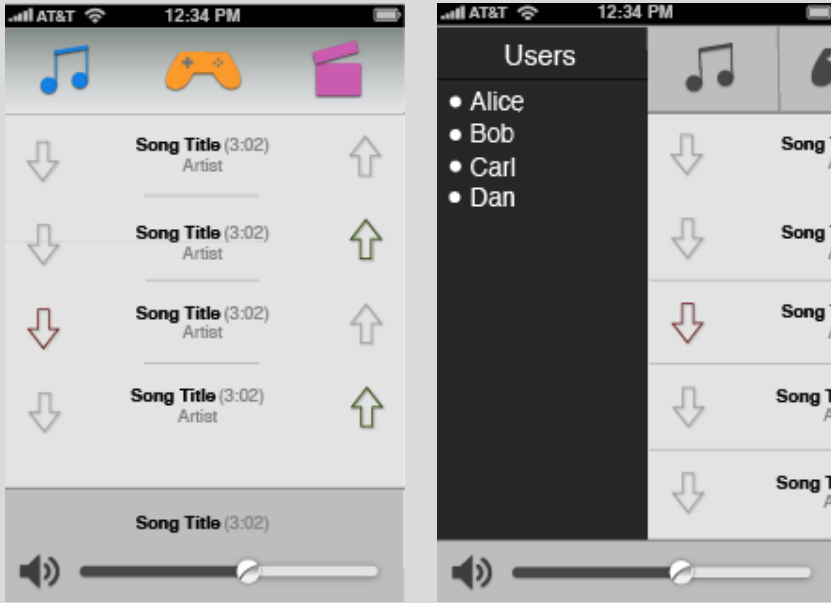 AT&T 12:34 PM
Song Title (3:02)
Artist
Song Title (3:02)
Artist
Song Title (3:02)
Artist
Song Title (3:02)
Artist
Song Title (3:02)
AT&T 12:34 PM
Users
Alice
Bob
Carl
Dan
Song
Song
Song
Song T
A
Song T
A